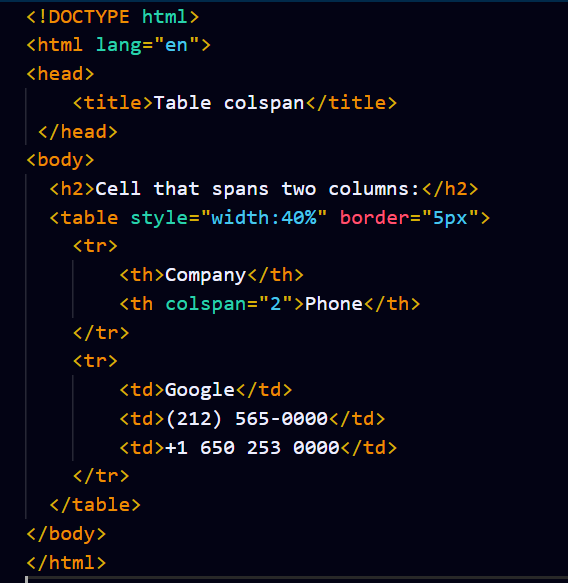 <!DOCTYPE html>
<html lang="en">
<head>
    <title>Table colspan</title>
 </head>
<body>
  <h2>Cell that spans two columns:</h2>
  <table style="width:40%" border="5px">
    <tr>
        <th>Company</th>
        <th colspan="2">Phone</th>
    </tr>
    <tr>
        <td>Google</td>
        <td>(212) 565-0000</td>
        <td>+1 650 253 0000</td>
    </tr>
  </table>
</body>
</html>